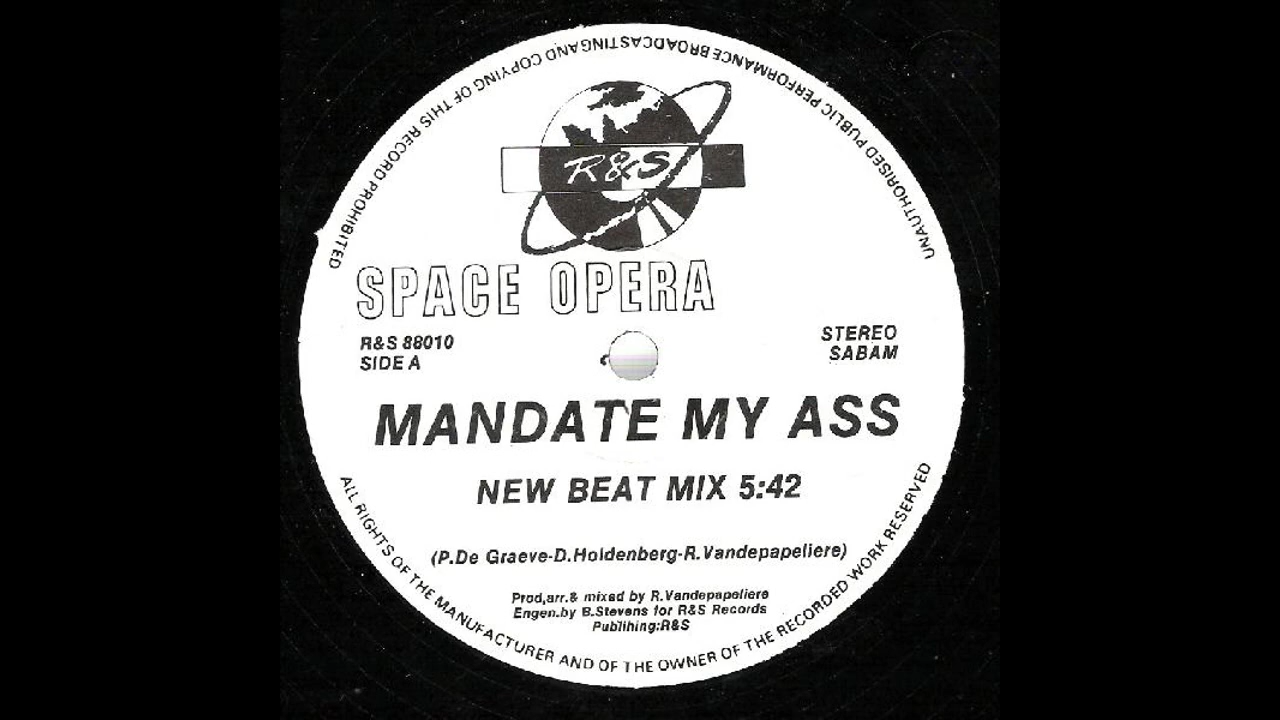 UNAUTHORISED PUBLIC PERFORMANCE BROADCASTING AND COPYING OF THIS RECORD PROHIBITED
R&S
SPACE OPERA
R&S 88010
SIDE A
STEREO
SABAM
MANDATE MY ASS
NEW BEAT MIX 5:42
(P.De Graeve-D.Holdenberg-R.Vandepapeliere)
Prod,arr.& mixed by R.Vandepapeliere
Engen.by B.Stevens for R&S Records
Publihing:R&S
ALL RIGHTS OF THE MANUFACTURER AND OF THE OWNER OF THE RECORDED WORK RESERVED